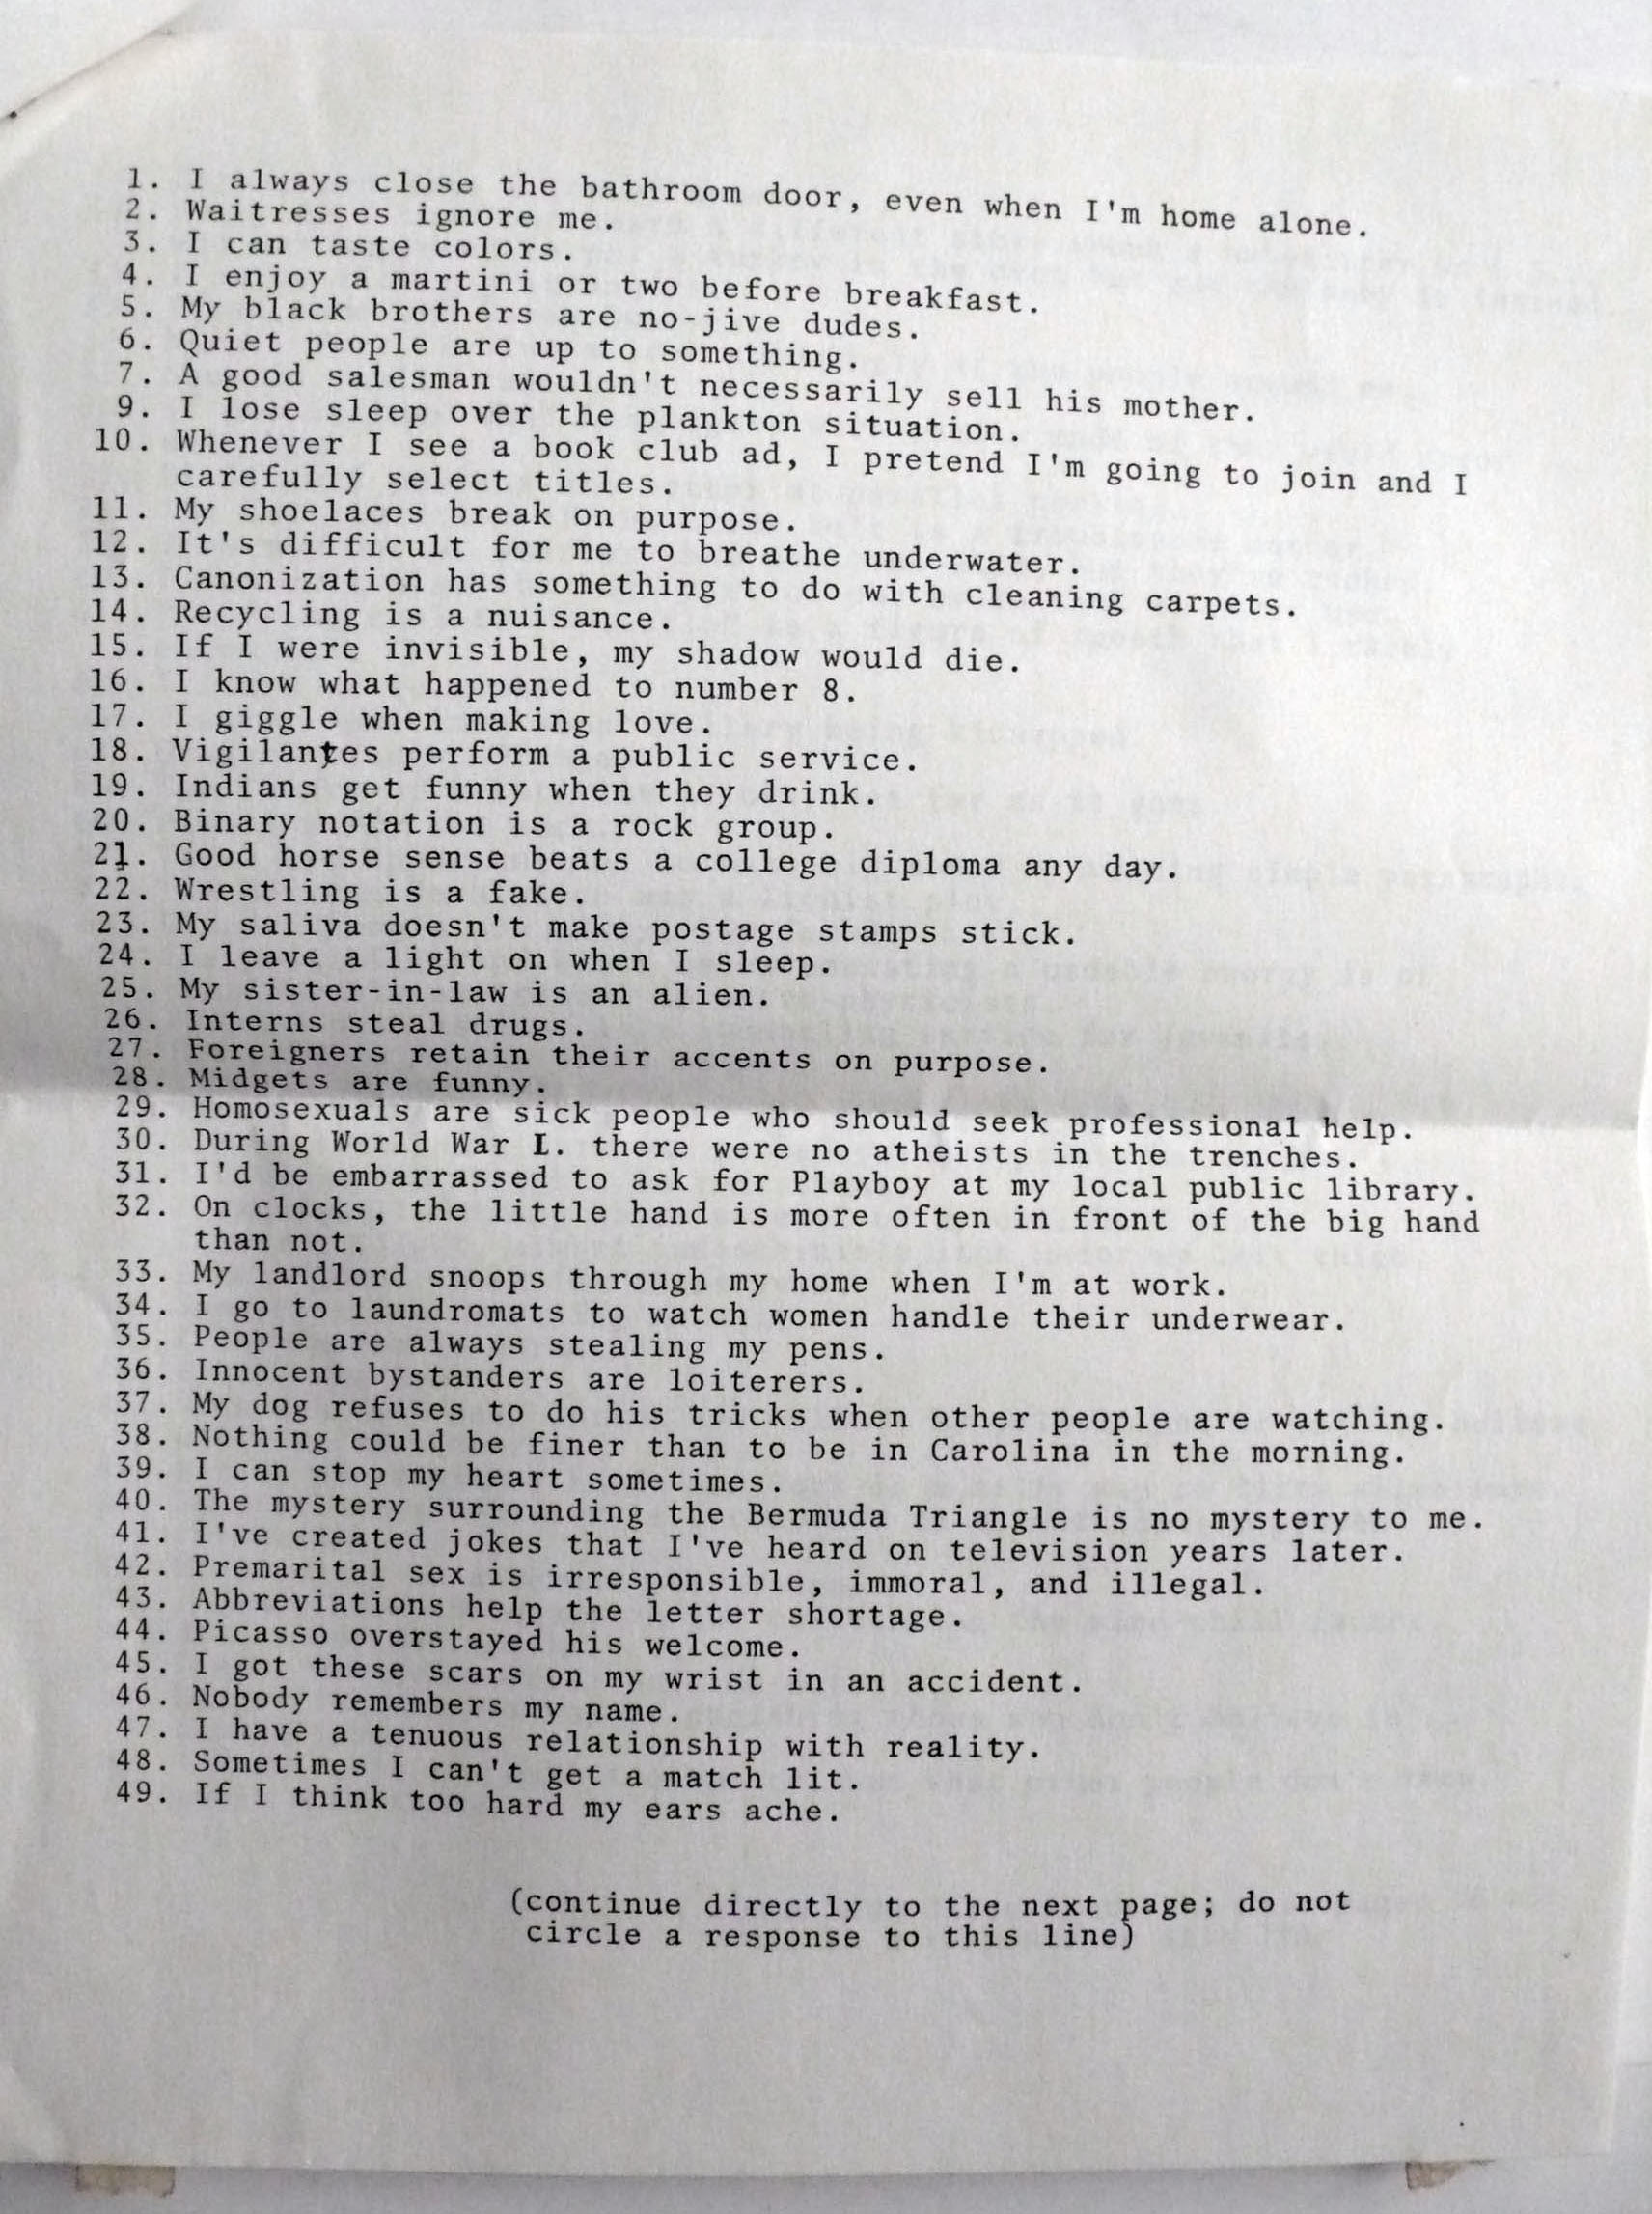 1. I always close the bathroom door, even when I'm home alone.
2. Waitresses ignore me.
3. I can taste colors.
4. I enjoy a martini or two before breakfast.
5. My black brothers are no-jive dudes.
6. Quiet people are up to something.
7. A good salesman wouldn't necessarily sell his mother.
9. I lose sleep over the plankton situation.
10. Whenever I see a book club ad, I pretend I'm going to join and I
carefully select titles.
11. My shoelaces break on purpose.
12. It's difficult for me to breathe underwater.
13. Canonization has something to do with cleaning carpets.
14. Recycling is a nuisance.
15. If I were invisible, my shadow would die.
16. I know what happened to number 8.
17. I giggle when making love.
18. Vigilantes perform a public service.
19. Indians get funny when they drink.
20. Binary notation is a rock group.
21. Good horse sense beats a college diploma any day.
22. Wrestling is a fake.
23. My saliva doesn't make postage stamps stick.
24. I leave a light on when I sleep.
25. My sister-in-law is an alien.
26. Interns steal drugs.
27. Foreigners retain their accents on purpose.
28. Midgets are funny.
29. Homosexuals are sick people who should seek professional help.
30. During World War I. there were no atheists in the trenches.
31. I'd be embarrassed to ask for Playboy at my local public library.
32. On clocks, the little hand is more often in front of the big hand
than not.
33. My landlord snoops through my home when I'm at work.
34. I go to laundromats to watch women handle their underwear.
35. People are always stealing my pens.
36. Innocent bystanders are loiterers.
37. My dog refuses to do his tricks when other people are watching.
38. Nothing could be finer than to be in Carolina in the morning.
39. I can stop my heart sometimes.
40. The mystery surrounding the Bermuda Triangle is no mystery to me.
41. I've created jokes that I've heard on television years later.
42. Premarital sex is irresponsible, immoral, and illegal.
43. Abbreviations help the letter shortage.
44. Picasso overstayed his welcome.
45. I got these scars on my wrist in an accident.
46. Nobody remembers my name.
47. I have a tenuous relationship with reality.
48. Sometimes I can't get a match lit.
49. If I think too hard my ears ache.
(continue directly to the next page; do not
circle a response to this line)